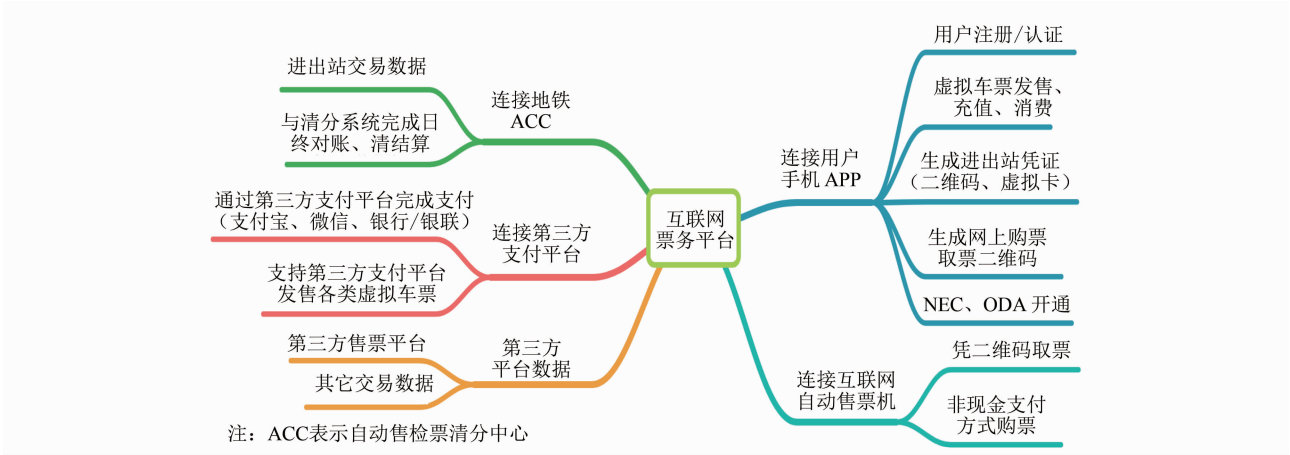 进出站交易数据
与清分系统完成日
终对账、清结算
连接地铁
ACC
通过第三方支付平台完成支付
（支付宝、微信、银行/银联）
支持第三方支付平台
发售各类虚拟车票
连接第三方
支付平台
第三方售票平台
其它交易数据
第三方
平台数据
互联网
票务平台
连接用户
手机 APP
用户注册/认证
虚拟车票发售、
充值、消费
生成进出站凭证
（二维码、虚拟卡）
生成网上购票
取票二维码
NEC、ODA 开通
连接互联网
自动售票机
凭二维码取票
非现金支付
方式购票
注：ACC表示自动售检票清分中心